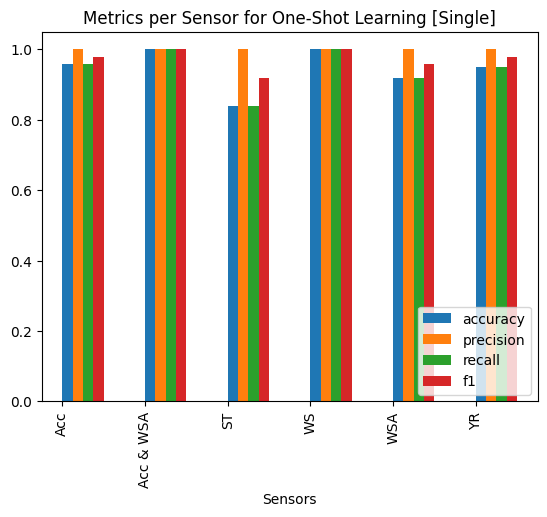 Metrics per Sensor for One-Shot Learning [Single]
1.0
0.8
0.6
0.4
0.2
0.0
accuracy
precision
recall
f1
Acc
Acc & WSA
ST
WS
WSA
YR
Sensors